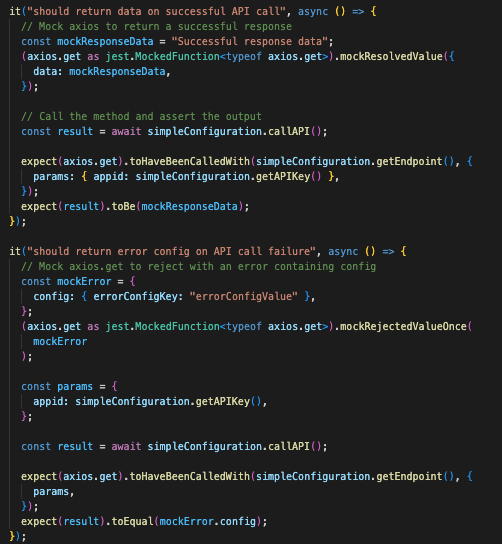 it("should return data on successful API call", async () => {
  // Mock axios to return a successful response
  const mockResponseData = "Successful response data";
  (axios.get as jest.MockedFunction<typeof axios.get>).mockResolvedValue({
    data: mockResponseData,
  });

  // Call the method and assert the output
  const result = await simpleConfiguration.callAPI();

  expect(axios.get).toHaveBeenCalledWith(simpleConfiguration.getEndpoint(), {
    params: { appid: simpleConfiguration.getAPIKey() },
  });
  expect(result).toBe(mockResponseData);
});

it("should return error config on API call failure", async () => {
  // Mock axios.get to reject with an error containing config
  const mockError = {
    config: { errorConfigKey: "errorConfigValue" },
  };
  (axios.get as jest.MockedFunction<typeof axios.get>).mockRejectedValueOnce(
    mockError
  );

  const params = {
    appid: simpleConfiguration.getAPIKey(),
  };

  const result = await simpleConfiguration.callAPI();

  expect(axios.get).toHaveBeenCalledWith(simpleConfiguration.getEndpoint(), {
    params,
  });
  expect(result).toEqual(mockError.config);
});